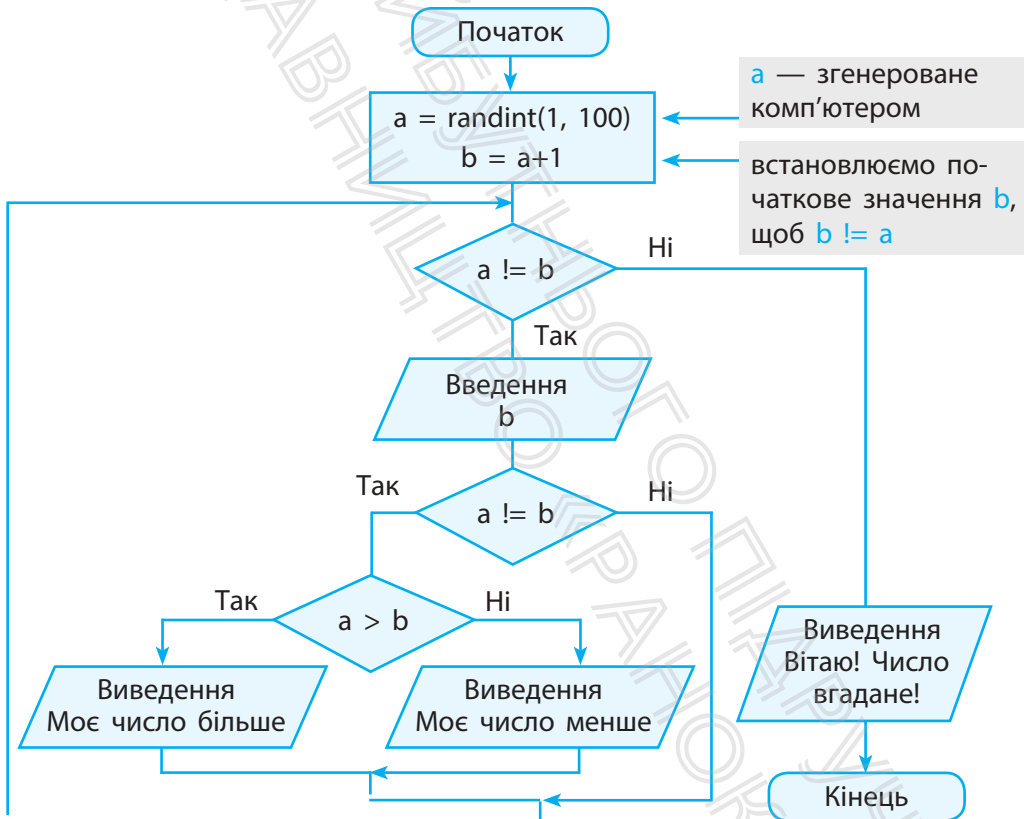 Початок
a = randint(1, 100)
b = a+1
a — згенероване
комп’ютером
встановлюємо по-
чаткове значення b,
щоб b != a
a != b
Ні
Так
Введення
b
a != b
Так
Ні
a > b
Так
Ні
Виведення
Моє число більше
Виведення
Моє число менше
Виведення
Вітаю! Число
вгадане!
Кінець